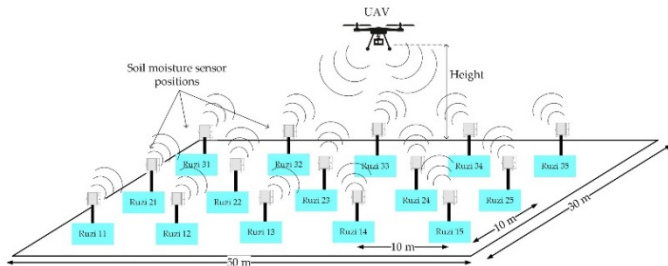 UAV
Soil moisture sensor
positions
Height
Ruzi 31
Ruzi 32
Ruzi 33
Ruzi 34
Ruzi 35
Ruzi 21
Ruzi 22
Ruzi 23
Ruzi 24
Ruzi 25
Ruzi 11
Ruzi 12
Ruzi 13
Ruzi 14
Ruzi 15
10 m
10 m
30 m
50 m